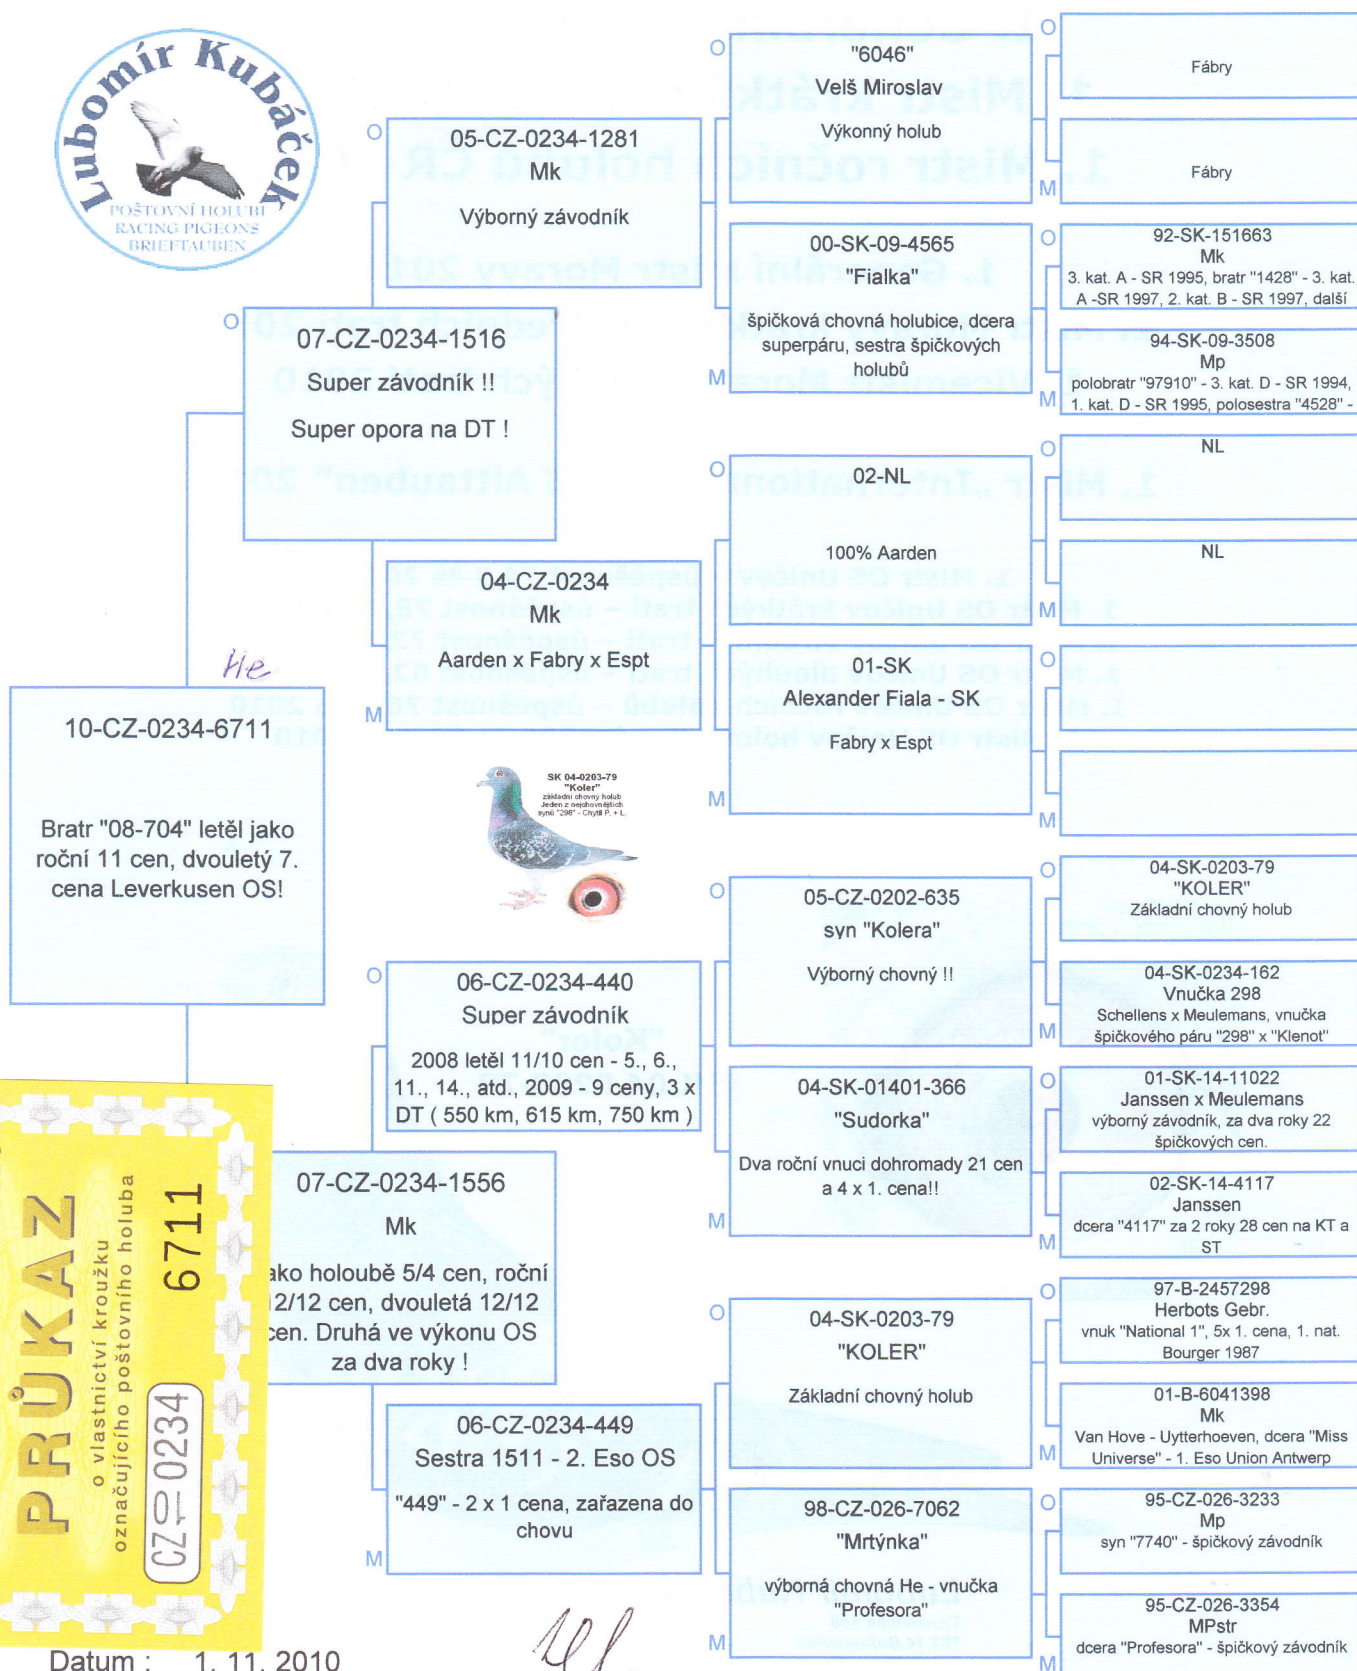 Lubomír Kubáček
POŠTOVNÍ HOLUBI
RACING PIGEONS
BRIEFTAUBEN
He
10-CZ-0234-6711
Bratr "08-704" letěl jako
roční 11 cen, dvouletý 7.
cena Leverkusen OS!
O
07-CZ-0234-1516
Super závodník !!
Super opora na DT !
07-CZ-0234-1556
Mk
ako holoubě 5/4 cen, roční
2/12 cen, dvouletá 12/12
cen. Druhá ve výkonu OS
za dva roky !
O
05-CZ-0234-1281
Mk
Výborný závodník
M
04-CZ-0234
Mk
Aarden x Fabry x Espt
SK 04-0203-79
"Koler"
základní chovný holub
Jeden z nejchovnějších
synů "298" - Chytil P. + L.
O
06-CZ-0234-440
Super závodník
2008 letěl 11/10 cen - 5., 6.,
11., 14., atd., 2009 - 9 ceny, 3 x
DT ( 550 km, 615 km, 750 km )
M
06-CZ-0234-449
Sestra 1511 - 2. Eso OS
"449" - 2 x 1 cena, zařazena do
chovu
O
"6046"
Velš Miroslav
Výkonný holub
M
00-SK-09-4565
"Fialka"
špičková chovná holubice, dcera
superpáru, sestra špičkových
holubů
O
02-NL
100% Aarden
M
01-SK
Alexander Fiala - SK
Fabry x Espt
O
05-CZ-0202-635
syn "Kolera"
Výborný chovný !!
M
04-SK-01401-366
"Sudorka"
Dva roční vnuci dohromady 21 cen
a 4 x 1. cena!!
O
04-SK-0203-79
"KOLER"
Základní chovný holub
M
98-CZ-026-7062
"Mrtýnka"
výborná chovná He - vnučka
"Profesora"
O
Fábry
M
Fábry
O
92-SK-151663
Mk
3. kat. A - SR 1995, bratr "1428" - 3. kat.
A -SR 1997, 2. kat. B - SR 1997, další
M
94-SK-09-3508
Mp
polobratr "97910" - 3. kat. D - SR 1994,
1. kat. D - SR 1995, polosestra "4528" -
O
NL
M
NL
O
M
O
04-SK-0203-79
"KOLER"
Základní chovný holub
M
04-SK-0234-162
Vnučka 298
Schellens x Meulemans, vnučka
špičkového páru "298" x "Klenot"
O
01-SK-14-11022
Janssen x Meulemans
výborný závodník, za dva roky 22
špičkových cen.
M
02-SK-14-4117
Janssen
dcera "4117" za 2 roky 28 cen na KT a
ST
O
97-B-2457298
Herbots Gebr.
vnuk "National 1", 5x 1. cena, 1. nat.
Bourger 1987
M
01-B-6041398
Mk
Van Hove - Uytterhoeven, dcera "Miss
Universe" - 1. Eso Union Antwerp
O
95-CZ-026-3233
Mp
syn "7740" - špičkový závodník
M
95-CZ-026-3354
MPstr
dcera "Profesora" - špičkový závodník
PRŮKAZ
o vlastnictví kroužku
označujícího poštovního holuba
CZ 0234
6711
Datum : 1. 11. 2010